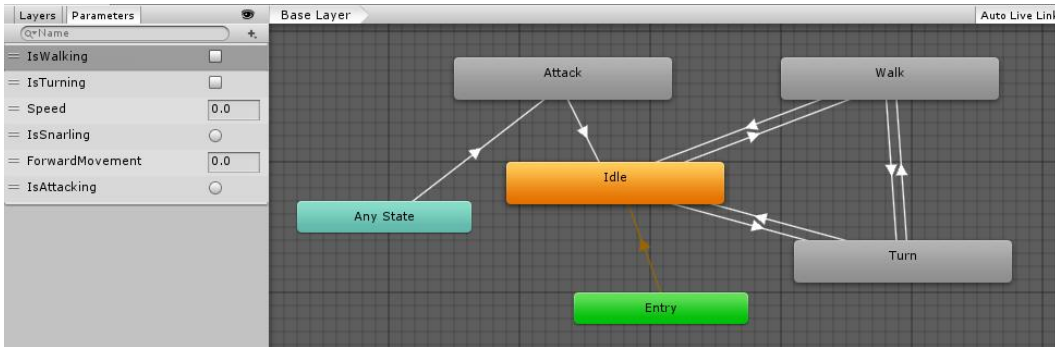 Layers Parameters
Name
IsWalking
IsTurning
Speed 0.0
IsSnarling
ForwardMovement 0.0
IsAttacking
Base Layer
Auto Live Link
Attack
Walk
Idle
Any State
Turn
Entry